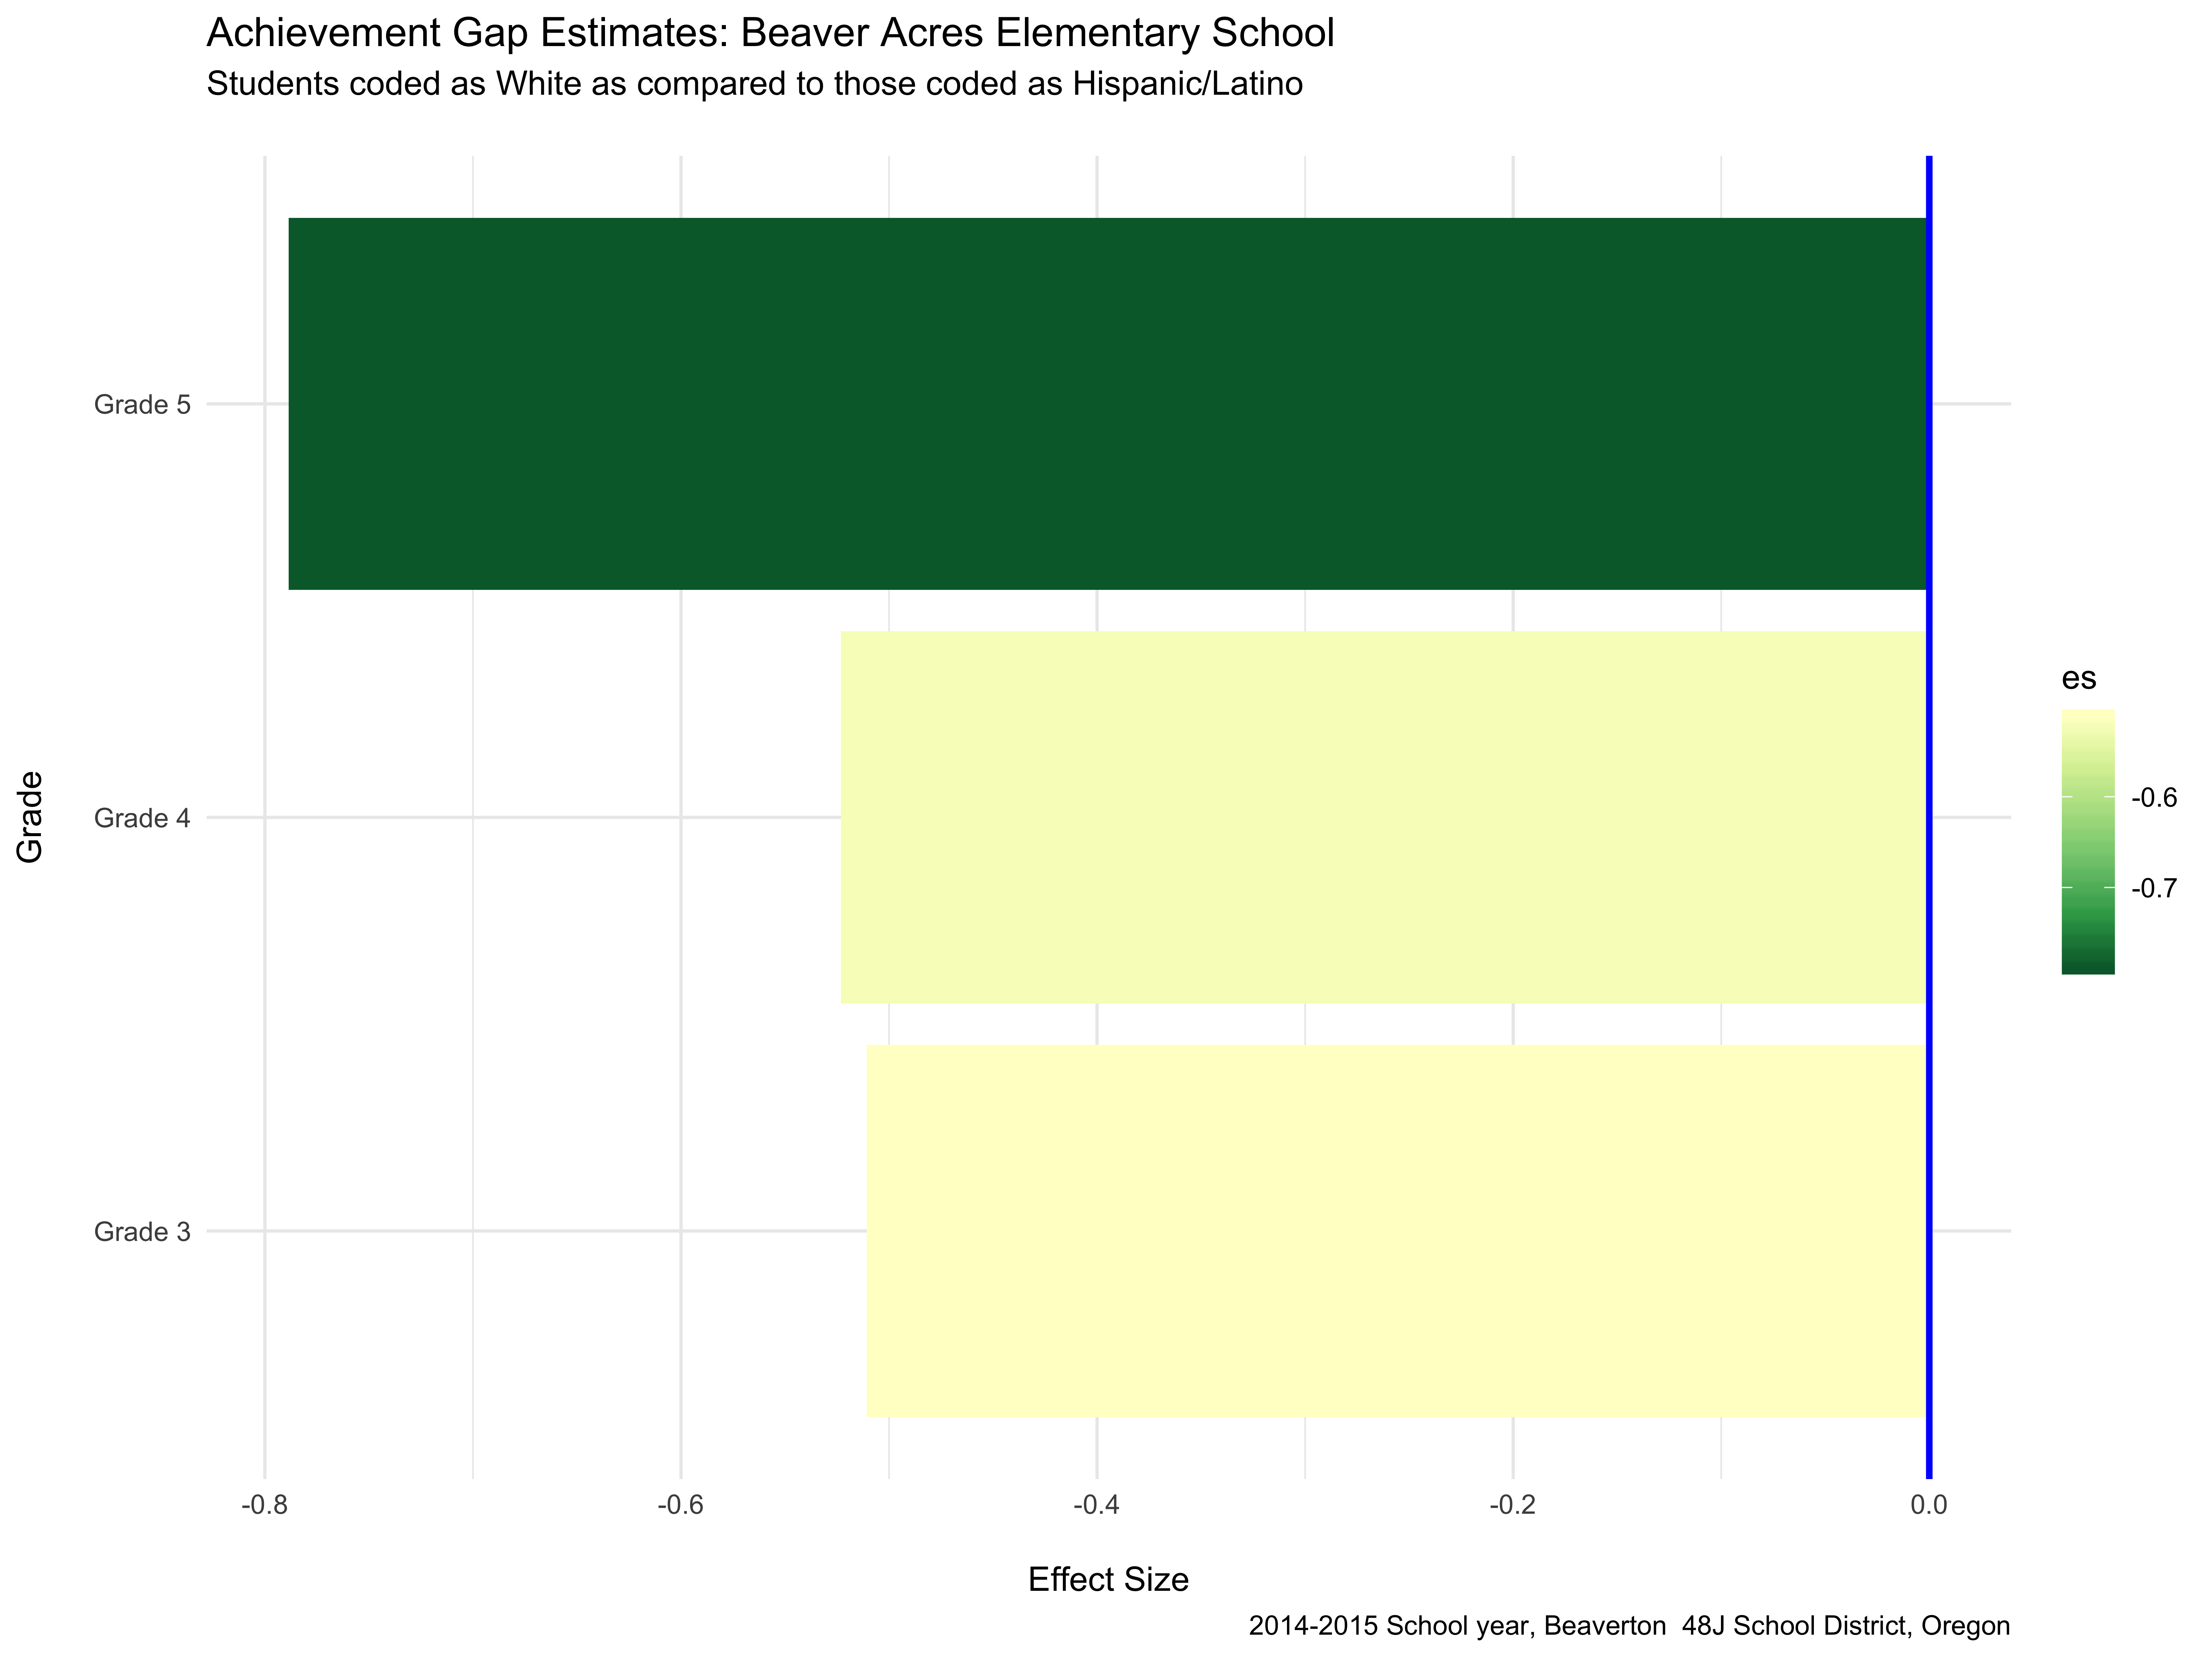 Achievement Gap Estimates: Beaver Acres Elementary School
Students coded as White as compared to those coded as Hispanic/Latino
Grade 5
Grade 4
Grade 3
Grade
es
-0.6
-0.7
-0.8
-0.6
-0.4
-0.2
0.0
Effect Size
2014-2015 School year, Beaverton  48J School District, Oregon